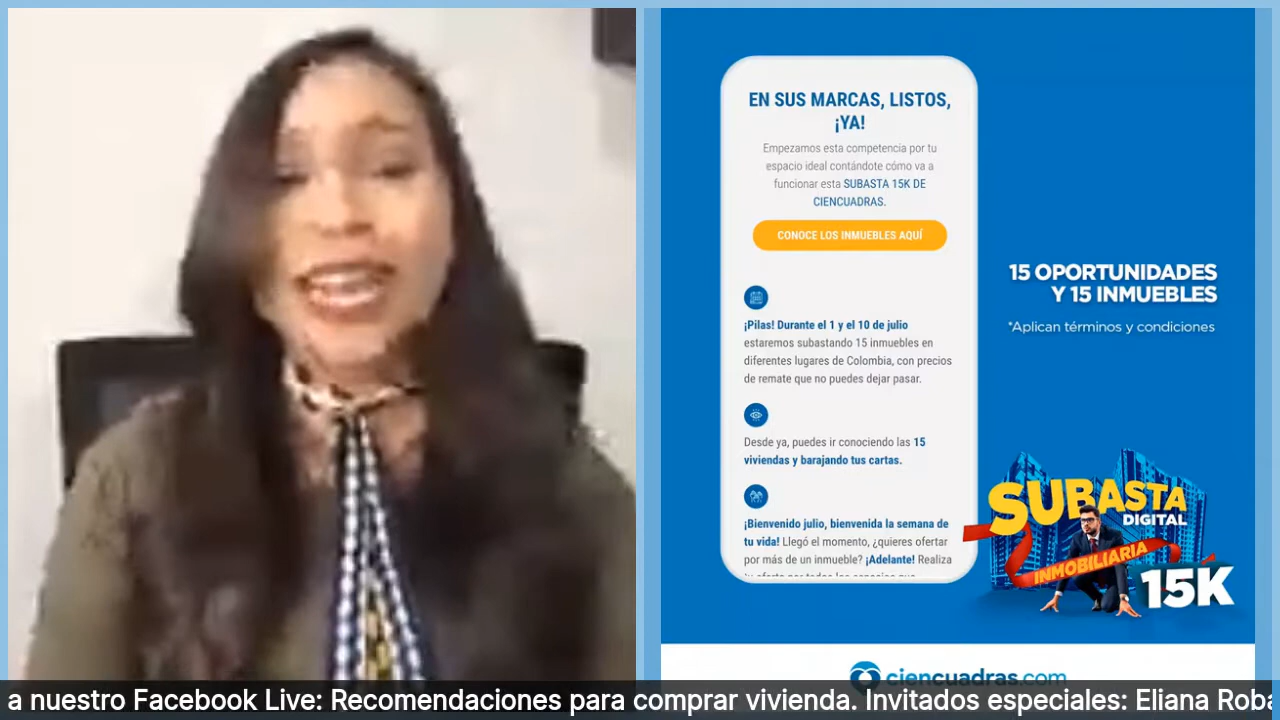 EN SUS MARCAS, LISTOS,
¡YA!
Empezamos esta competencia por tu
espacio ideal contándote cómo va a
funcionar esta SUBASTA 15K DE
CIENCUADRAS.
CONOCE LOS INMUEBLES AQUÍ
¡Pilas! Durante el 1 y el 10 de julio
estaremos subastando 15 inmuebles en
diferentes lugares de Colombia, con precios
de remate que no puedes dejar pasar.
Desde ya, puedes ir conociendo las 15
viviendas y barajando tus cartas.
¡Bienvenido julio, bienvenida la semana de
tu vida! Llegó el momento, ¿quieres ofertar
por más de un inmueble? ¡Adelante! Realiza
15 OPORTUNIDADES
Y 15 INMUEBLES
*Aplican términos y condiciones
SUBASTA
DIGITAL
INMOBILIARIA
15K
ciencuadras.com
a nuestro Facebook Live: Recomendaciones para comprar vivienda. Invitados especiales: Eliana Roba